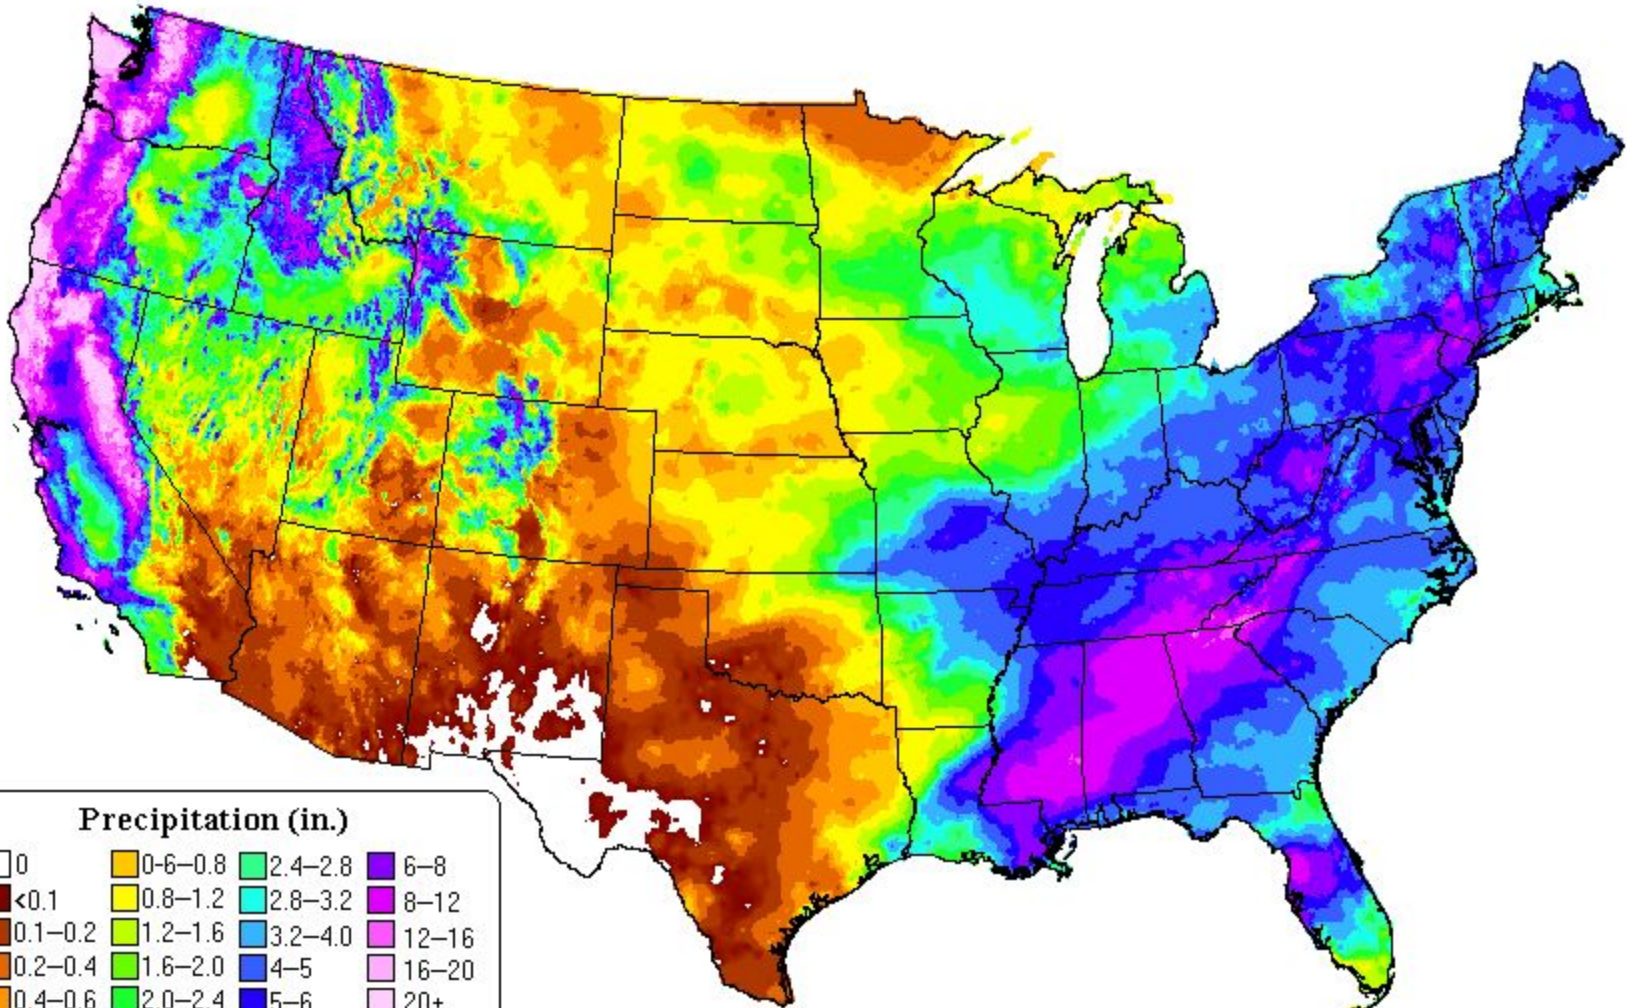 Precipitation (in.)
0 0-6–0.8 2.4–2.8 6–8
<0.1 0.8–1.2 2.8–3.2 8–12
0.1–0.2 1.2–1.6 3.2–4.0 12–16
0.2–0.4 1.6–2.0 4–5 16–20
0.4–0.6 2.0–2.4 5–6 20+